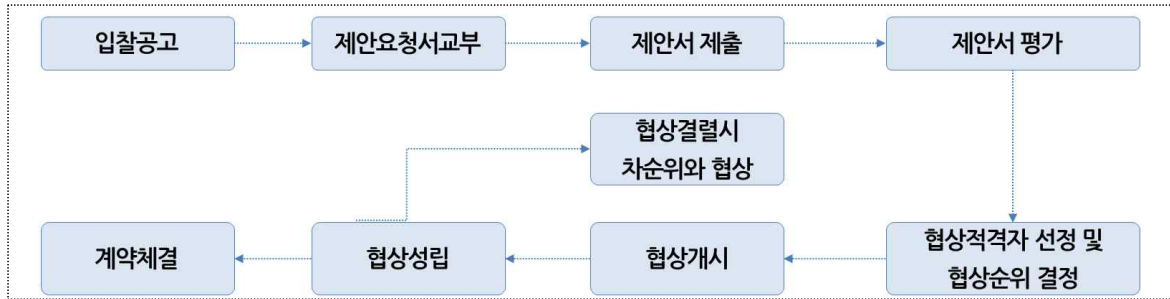 입찰공고
제안요청서교부
제안서 제출
제안서 평가
협상결렬시
차순위와 협상
계약체결
협상성립
협상개시
협상적격자 선정 및
협상순위 결정